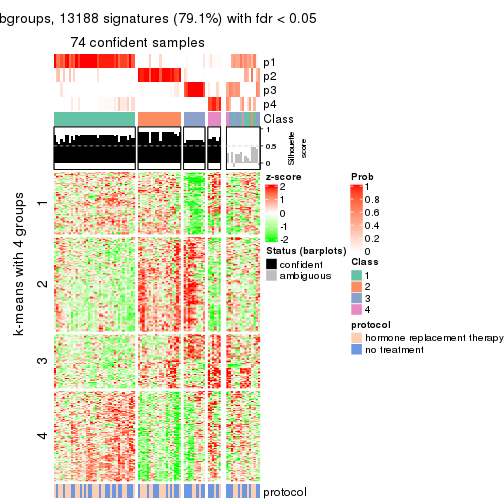 bgroups, 13188 signatures (79.1%) with fdr < 0.05
74 confident samples
p1
p2
p3
p4
Class
1
0.5
0
Silhouette
score
k-means with 4 groups
1
2
3
4
z-score
2
1
0
-1
-2
Status (barplots)
confident
ambiguous
Prob
1
0.8
0.6
0.4
0.2
0
Class
1
2
3
4
protocol
hormone replacement therapy
no treatment
protocol